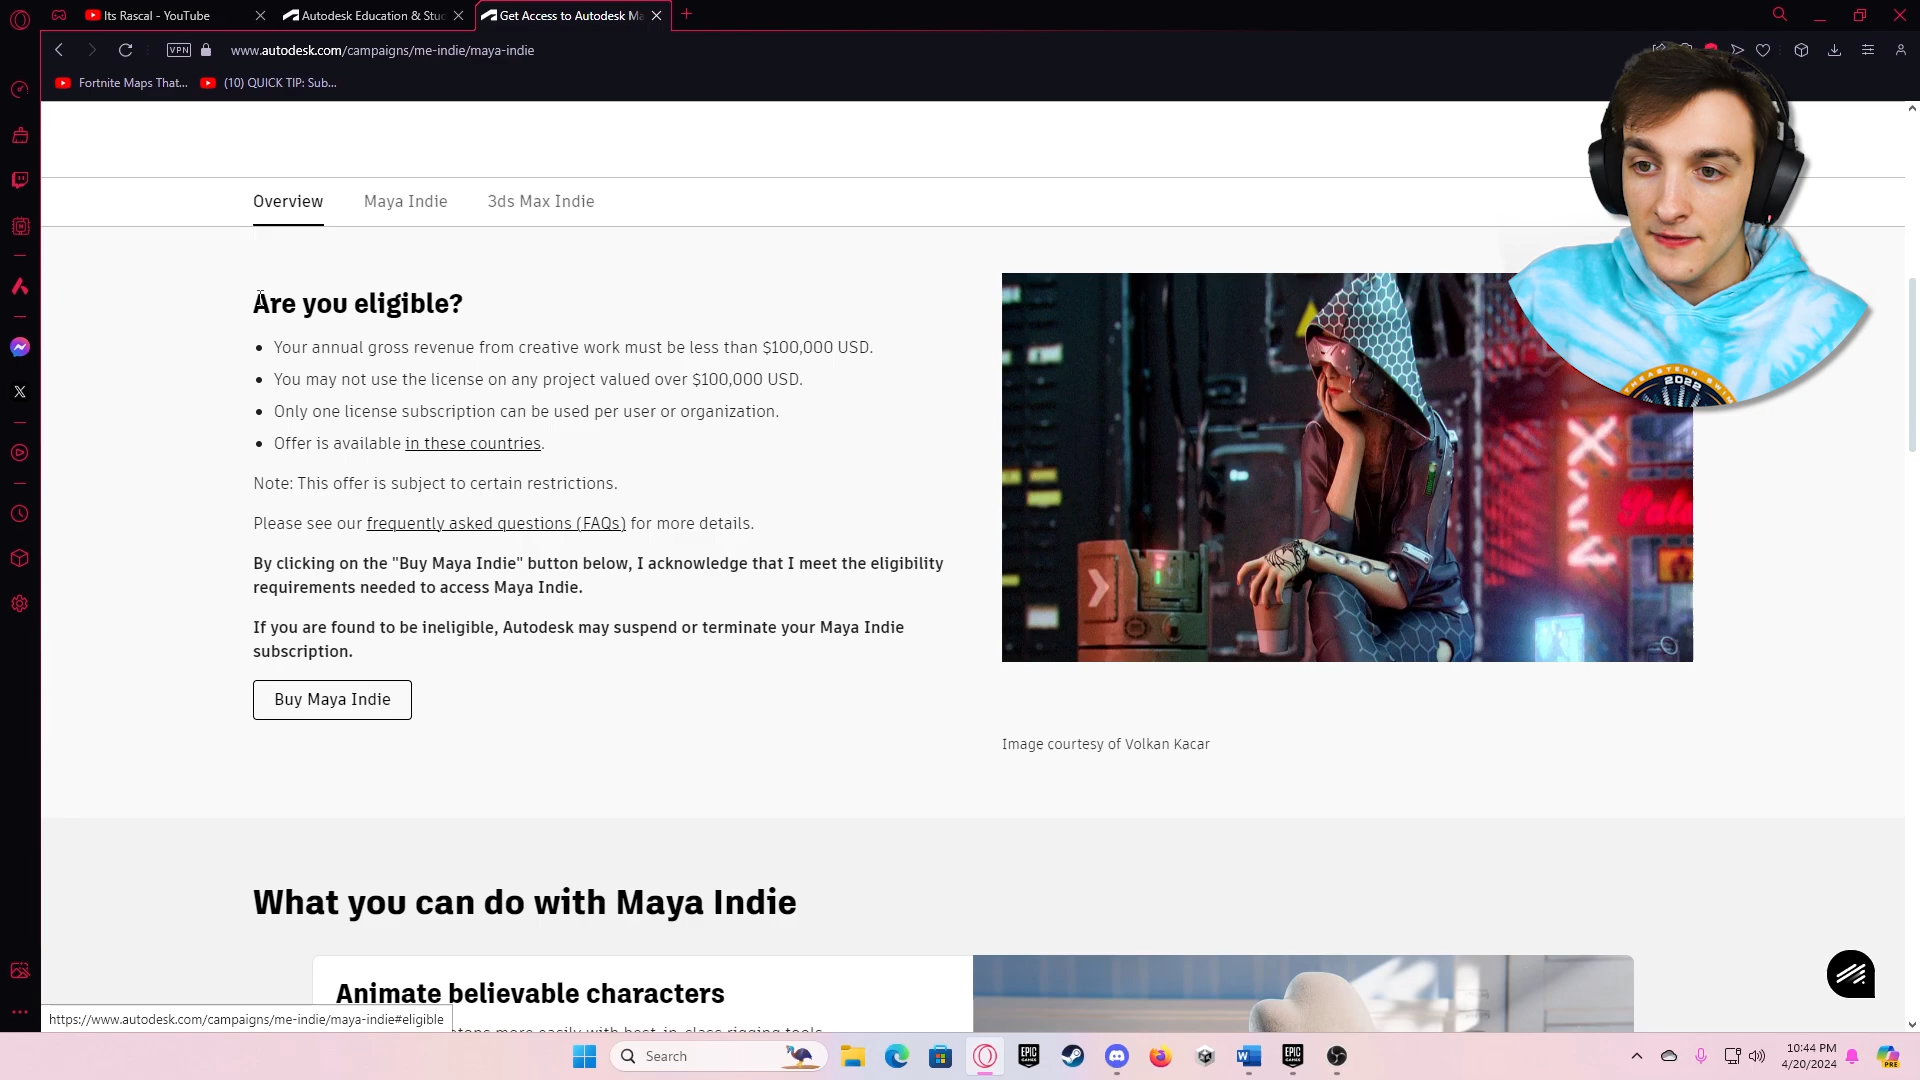 Its Rascal - YouTube
Autodesk Education & Stu
Get Access to Autodesk Ma
VPN
www.autodesk.com/campaigns/me-indie/maya-indie
Fortnite Maps That...
(10) QUICK TIP: Sub...
Overview
Maya Indie
3ds Max Indie
Are you eligible?
• Your annual gross revenue from creative work must be less than $100,000 USD.
• You may not use the license on any project valued over $100,000 USD.
• Only one license subscription can be used per user or organization.
• Offer is available in these countries.
Note: This offer is subject to certain restrictions.
Please see our frequently asked questions (FAQs) for more details.
By clicking on the "Buy Maya Indie" button below, I acknowledge that I meet the eligibility
requirements needed to access Maya Indie.
If you are found to be ineligible, Autodesk may suspend or terminate your Maya Indie
subscription.
Buy Maya Indie
2022
Image courtesy of Volkan Kacar
What you can do with Maya Indie
Animate believable characters
https://www.autodesk.com/campaigns/me-indie/maya-indie#eligible
Search
EPIC GAMES
EPIC GAMES
10:44 PM
4/20/2024
PRE